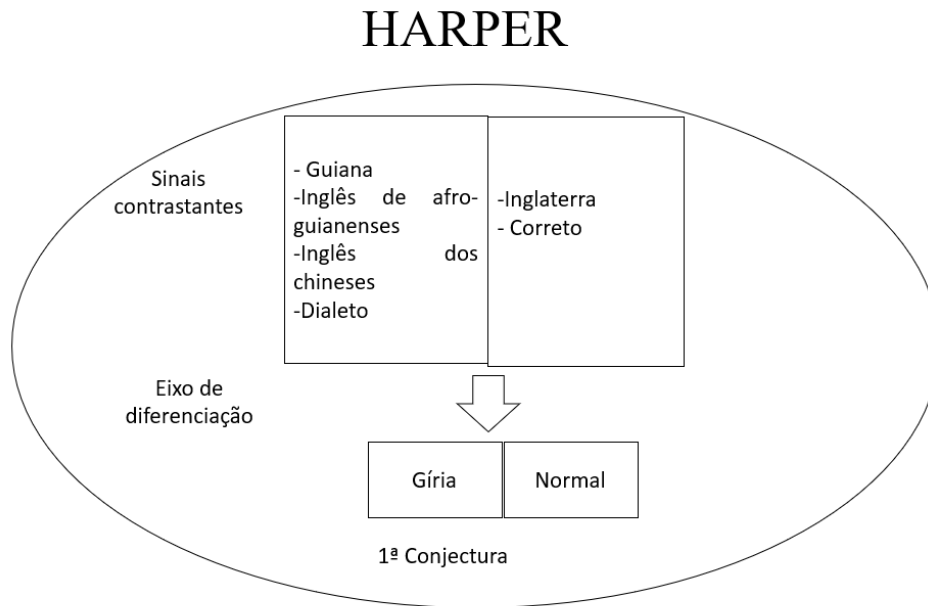 HARPER
Sinais
contrastantes
- Guiana
-Inglês de afro-
guianenses
-Inglês dos
chineses
-Dialeto
-Inglaterra
- Correto
Eixo de
diferenciação
Gíria
Normal
1ª Conjectura